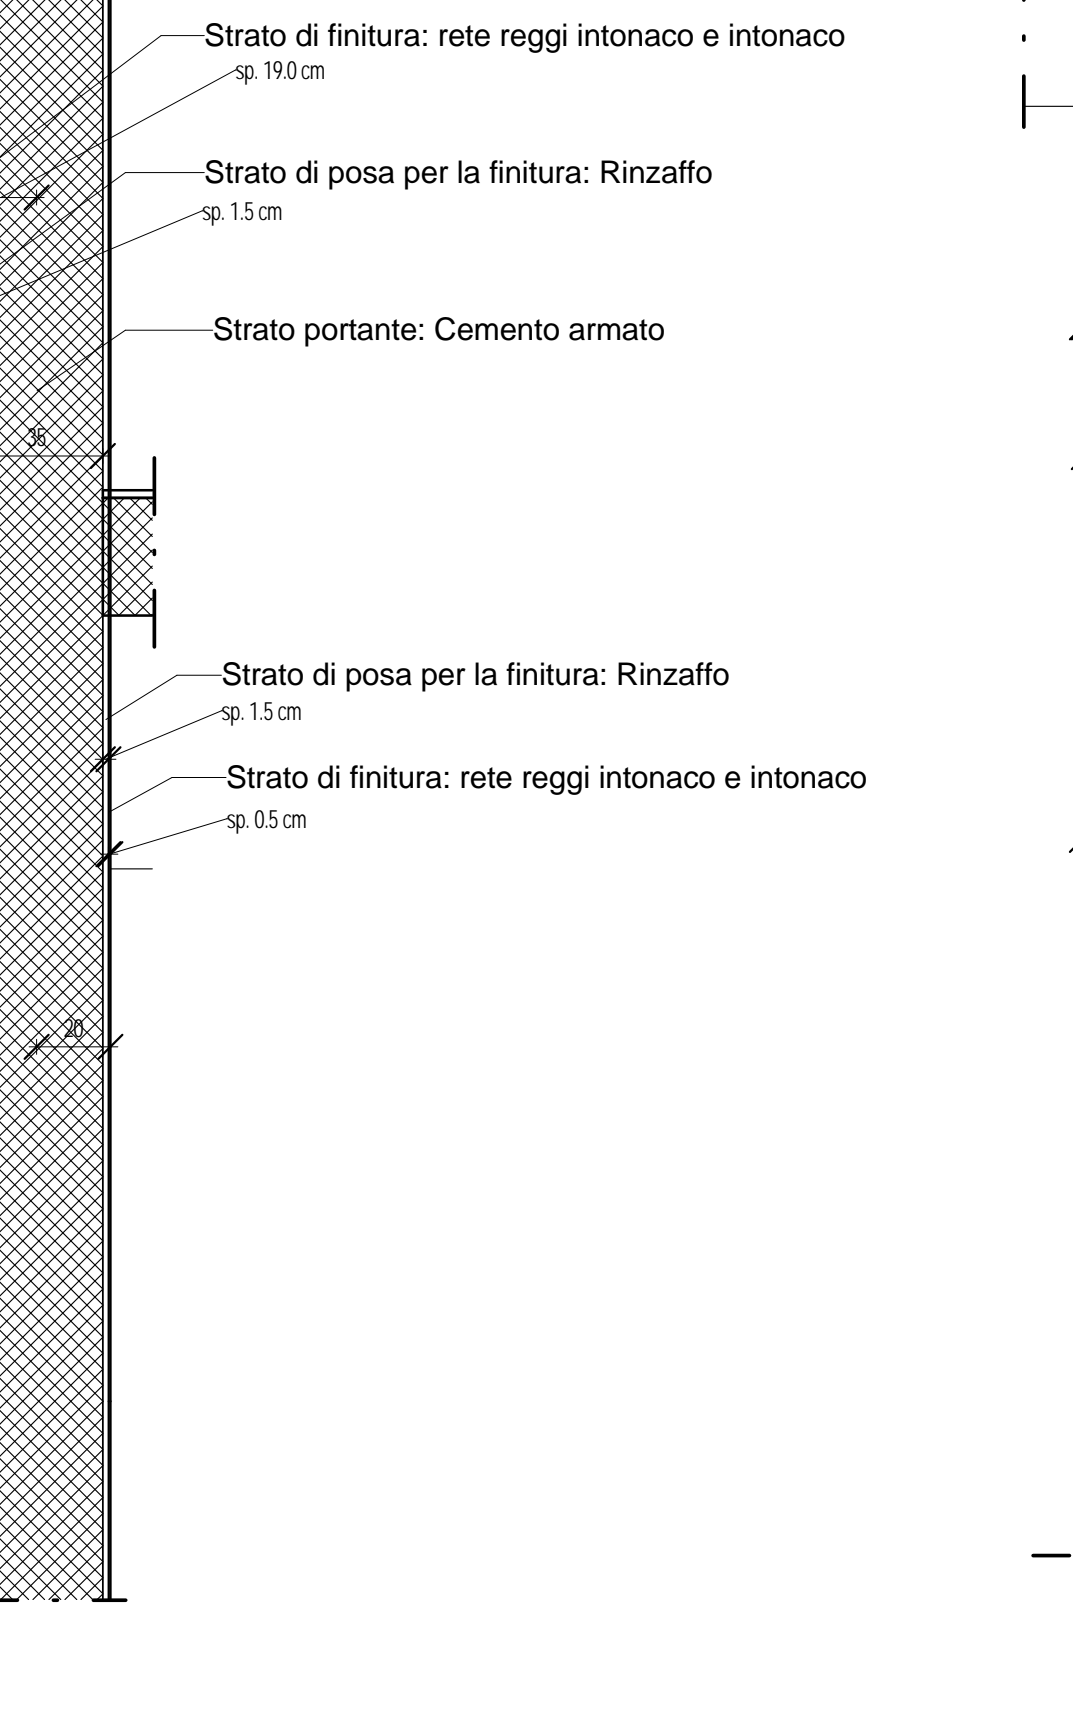 Strato di finitura: rete reggi intonaco e intonaco
sp. 19.0 cm
Strato di posa per la finitura: Rinzaffo
sp. 1.5 cm
Strato portante: Cemento armato
35
Strato di posa per la finitura: Rinzaffo
sp. 1.5 cm
Strato di finitura: rete reggi intonaco e intonaco
sp. 0.5 cm
20